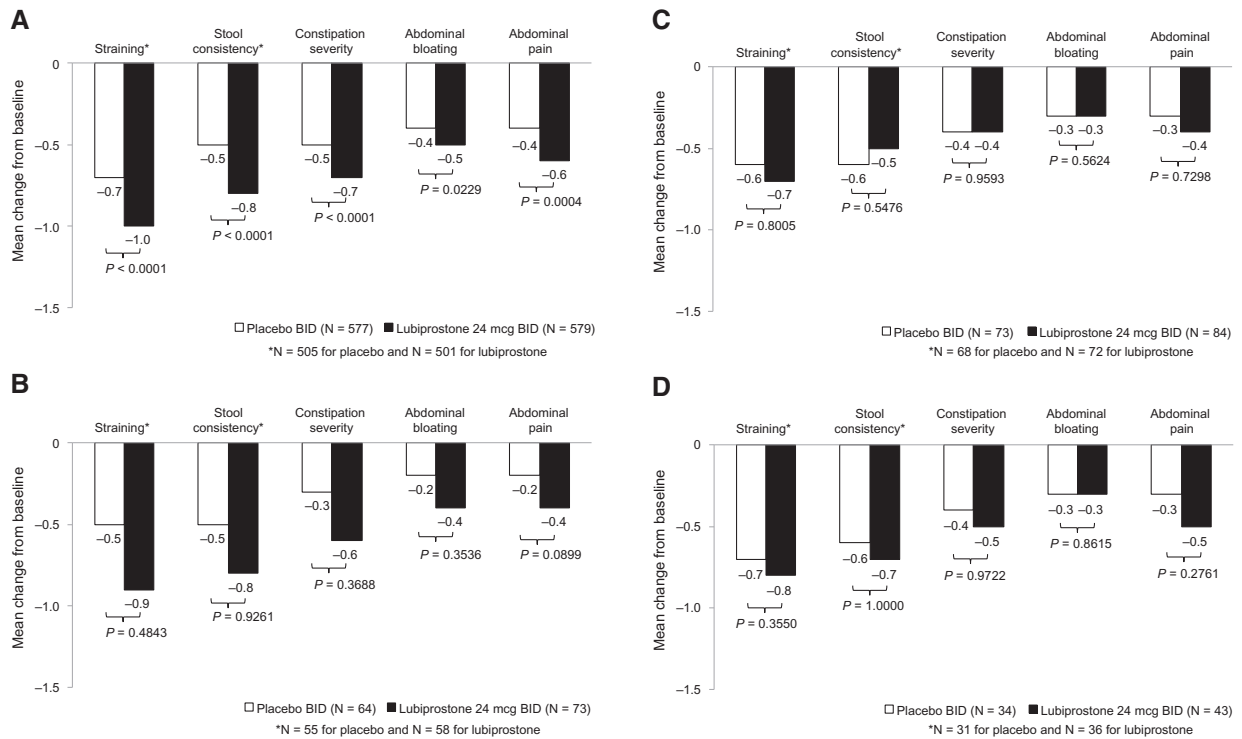 A
Straining*
Stool
consistency*
Constipation
severity
Abdominal
bloating
Abdominal
pain
Mean change from baseline
0
–0.5
–1.0
–1.5
–0.7
–1.0
P < 0.0001
–0.5
–0.8
P < 0.0001
–0.5
–0.7
P < 0.0001
–0.4
–0.5
P = 0.0229
–0.4
–0.6
P = 0.0004
Placebo BID (N = 577) Lubiprostone 24 mcg BID (N = 579)
*N = 505 for placebo and N = 501 for lubiprostone
B
Straining*
Stool
consistency*
Constipation
severity
Abdominal
bloating
Abdominal
pain
Mean change from baseline
0
–0.5
–1.0
–1.5
–0.5
–0.9
P = 0.4843
–0.5
–0.8
P = 0.9261
–0.3
–0.6
P = 0.3688
–0.2
–0.4
P = 0.3536
–0.2
–0.4
P = 0.0899
Placebo BID (N = 64) Lubiprostone 24 mcg BID (N = 73)
*N = 55 for placebo and N = 58 for lubiprostone
C
Straining*
Stool
consistency*
Constipation
severity
Abdominal
bloating
Abdominal
pain
Mean change from baseline
0
–0.5
–1.0
–1.5
–0.6
–0.7
P = 0.8005
–0.6
–0.5
P = 0.5476
–0.4 –0.4
P = 0.9593
–0.3 –0.3
P = 0.5624
–0.3
–0.4
P = 0.7298
Placebo BID (N = 73) Lubiprostone 24 mcg BID (N = 84)
*N = 68 for placebo and N = 72 for lubiprostone
D
Straining*
Stool
consistency*
Constipation
severity
Abdominal
bloating
Abdominal
pain
Mean change from baseline
0
–0.5
–1.0
–1.5
–0.7
–0.8
P = 0.3550
–0.6
–0.7
P = 1.0000
–0.4
–0.5
P = 0.9722
–0.3 –0.3
P = 0.8615
–0.3
–0.5
P = 0.2761
Placebo BID (N = 34) Lubiprostone 24 mcg BID (N = 43)
*N = 31 for placebo and N = 36 for lubiprostone